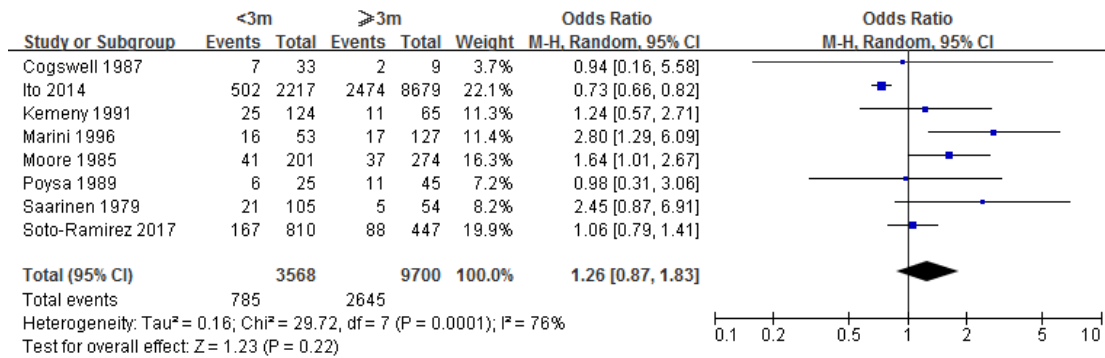 <3m ⩾3m Odds Ratio Odds Ratio
Study or Subgroup Events Total Events Total Weight M-H, Random, 95% CI M-H, Random, 95% CI
Cogswell 1987 7 33 2 9 3.7% 0.94 [0.16, 5.58]
Ito 2014 502 2217 2474 8679 22.1% 0.73 [0.66, 0.82]
Kemeny 1991 25 124 11 65 11.3% 1.24 [0.57, 2.71]
Marini 1996 16 53 17 127 11.4% 2.80 [1.29, 6.09]
Moore 1985 41 201 37 274 16.3% 1.64 [1.01, 2.67]
Poysa 1989 6 25 11 45 7.2% 0.98 [0.31, 3.06]
Saarinen 1979 21 105 5 54 8.2% 2.45 [0.87, 6.91]
Soto-Ramirez 2017 167 810 88 447 19.9% 1.06 [0.79, 1.41]
Total (95% CI) 3568 9700 100.0% 1.26 [0.87, 1.83]
Total events 785 2645
Heterogeneity: Tau² = 0.16; Chi² = 29.72, df = 7 (P = 0.0001); I² = 76%
Test for overall effect: Z = 1.23 (P = 0.22)
0.1 0.2 0.5 1 2 5 10